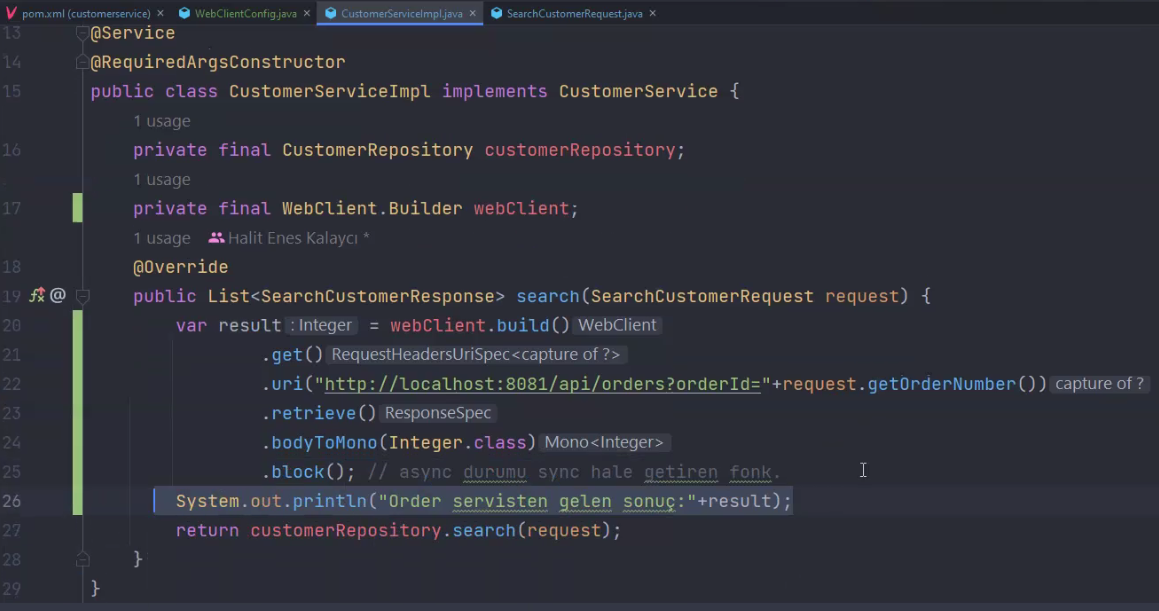 pom.xml (customerservice) × WebClientConfig.java × CustomerServiceImpl.java × SearchCustomerRequest.java ×
13 @Service
14 @RequiredArgsConstructor
15 public class CustomerServiceImpl implements CustomerService {
1 usage
16 private final CustomerRepository customerRepository;
1 usage
17 private final WebClient.Builder webClient;
1 usage Halit Enes Kalaycı *
18 @Override
19 @ public List<SearchCustomerResponse> search(SearchCustomerRequest request) {
20 var result : Integer = webClient.build() WebClient
21 .get() RequestHeadersUriSpec<capture of ?>
22 .uri("http://localhost:8081/api/orders?orderId="+request.getOrderNumber()) capture of ?
23 .retrieve() ResponseSpec
24 .bodyToMono(Integer.class) Mono<Integer>
25 .block(); // async durumu sync hale getiren fonk.
26 System.out.println("Order servisten gelen sonuç:"+result);
27 return customerRepository.search(request);
28 }
29 }